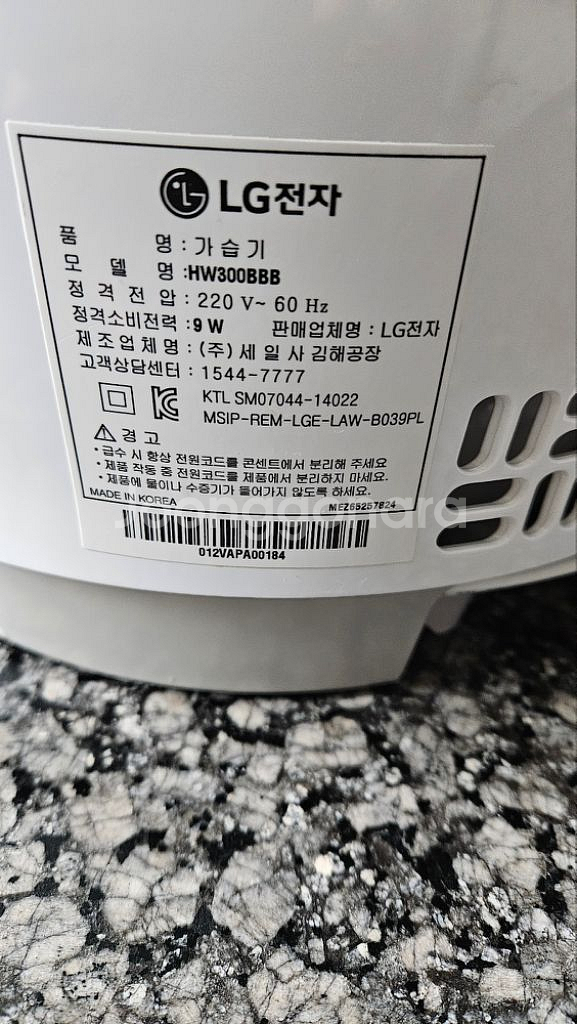 LG전자
품 명 : 가습기
모 델 명 :HW300BBB
정 격 전 압 : 220 V~ 60 Hz
정격소비전력 : 9 W 판매업체명 : LG전자
제 조 업 체 명 : (주) 세 일 사 김해공장
고객상담센터 : 1544-7777
KTL SM07044-14022
MSIP-REM-LGE-LAW-B039PL
경 고
• 급수 시 항상 전원코드를 콘센트에서 분리해 주세요
• 제품 작동 중 전원코드를 제품에서 분리하지 마세요.
• 제품에 물이나 수증기가 들어가지 않도록 하세요.
MADE IN KOREA MEZ65257824
joonggonara
012VAPA00184